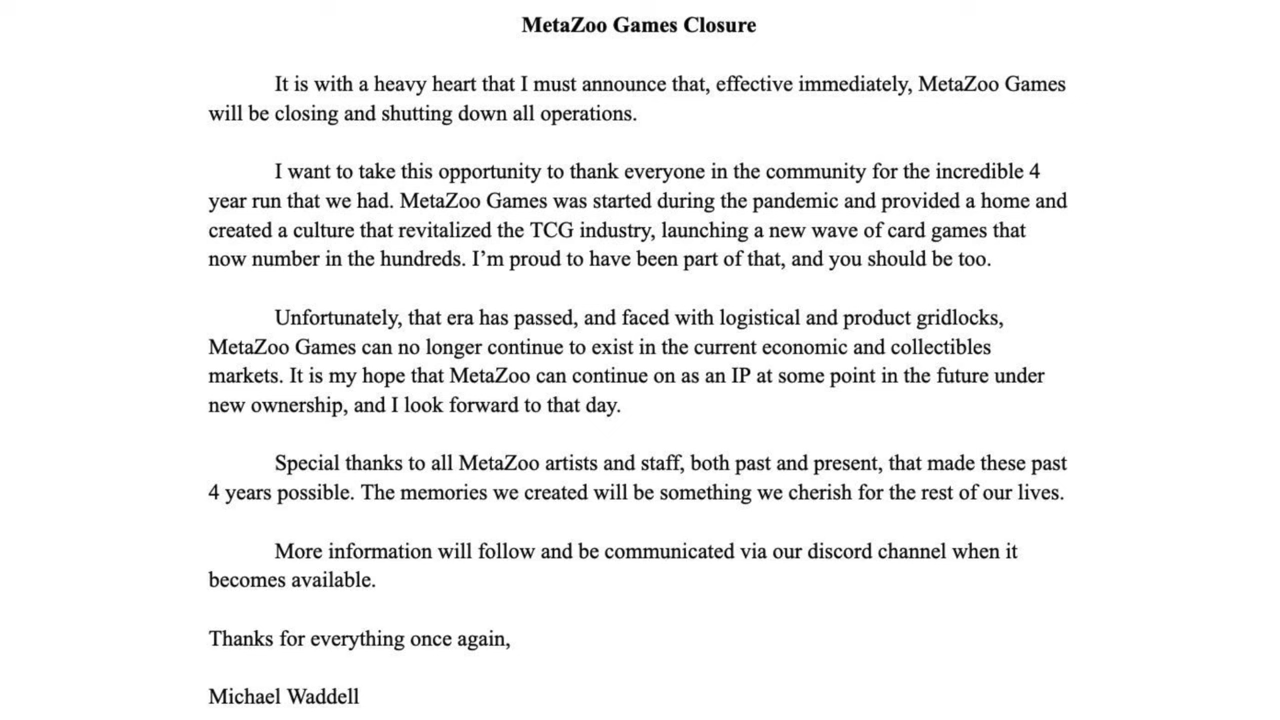 MetaZoo Games Closure
It is with a heavy heart that I must announce that, effective immediately, MetaZoo Games
will be closing and shutting down all operations.
I want to take this opportunity to thank everyone in the community for the incredible 4
year run that we had. MetaZoo Games was started during the pandemic and provided a home and
created a culture that revitalized the TCG industry, launching a new wave of card games that
now number in the hundreds. I’m proud to have been part of that, and you should be too.
Unfortunately, that era has passed, and faced with logistical and product gridlocks,
MetaZoo Games can no longer continue to exist in the current economic and collectibles
markets. It is my hope that MetaZoo can continue on as an IP at some point in the future under
new ownership, and I look forward to that day.
Special thanks to all MetaZoo artists and staff, both past and present, that made these past
4 years possible. The memories we created will be something we cherish for the rest of our lives.
More information will follow and be communicated via our discord channel when it
becomes available.
Thanks for everything once again,
Michael Waddell